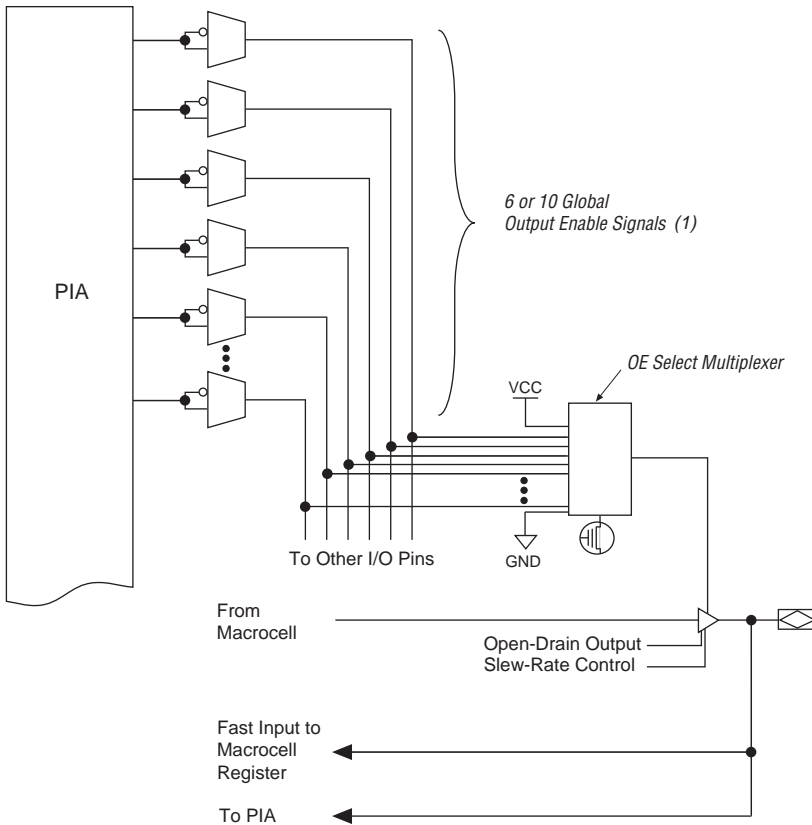 6 or 10 Global
Output Enable Signals (1)
PIA
OE Select Multiplexer
VCC
To Other I/O Pins
GND
From
Macrocell
Open-Drain Output
Slew-Rate Control
Fast Input to
Macrocell
Register
To PIA